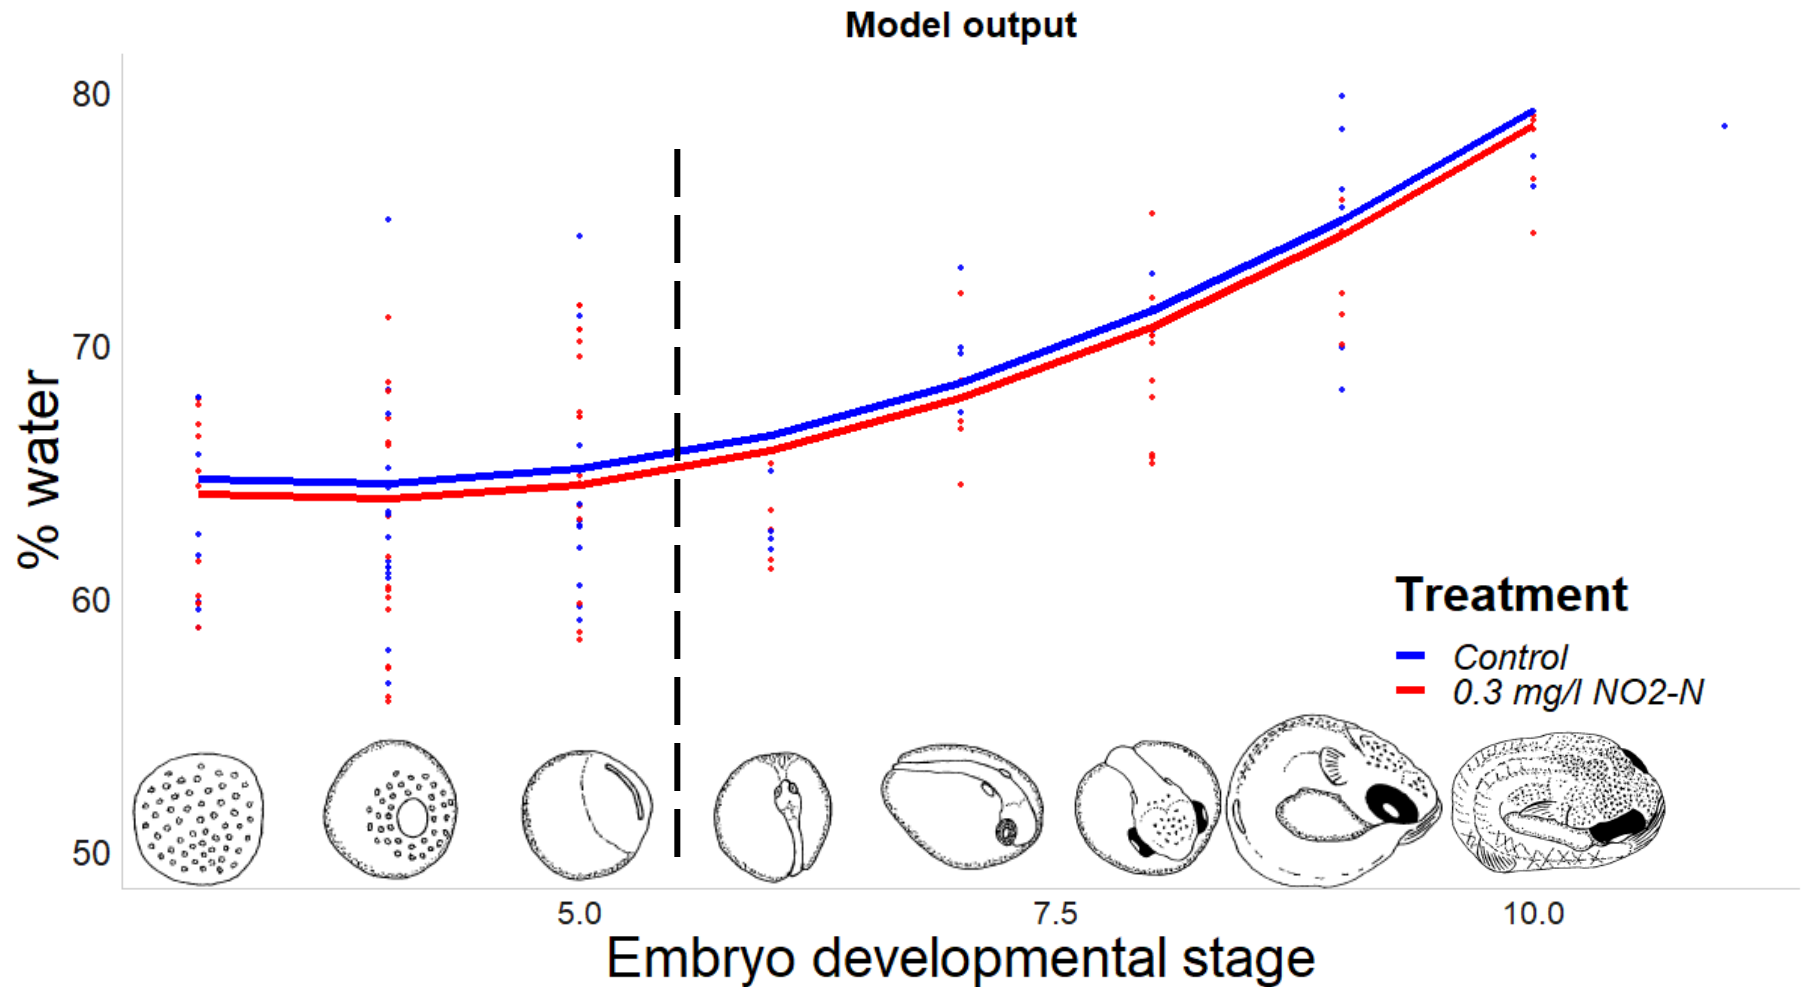 Model output
80
70
60
50
% water
Treatment
Control
0.3 mg/l NO2-N
5.0
7.5
10.0
Embryo developmental stage